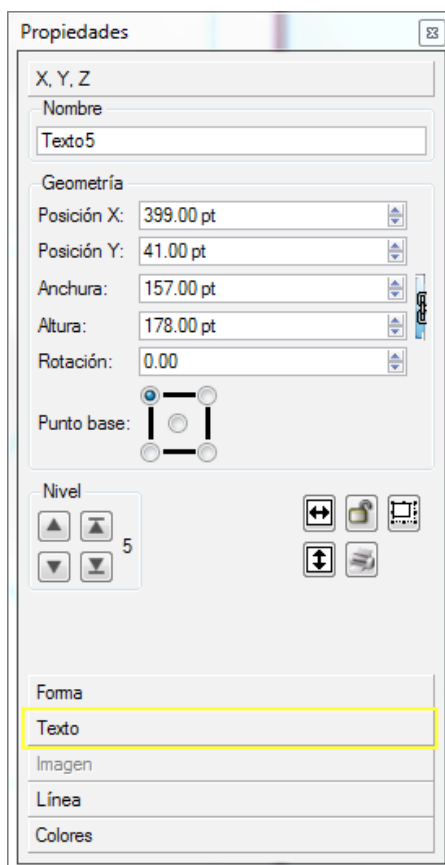 Propiedades
X, Y, Z
Nombre
Texto5
Geometría
Posición X: 399.00 pt
Posición Y: 41.00 pt
Anchura: 157.00 pt
Altura: 178.00 pt
Rotación: 0.00
Punto base:
Nivel
5
Forma
Texto
Imagen
Línea
Colores